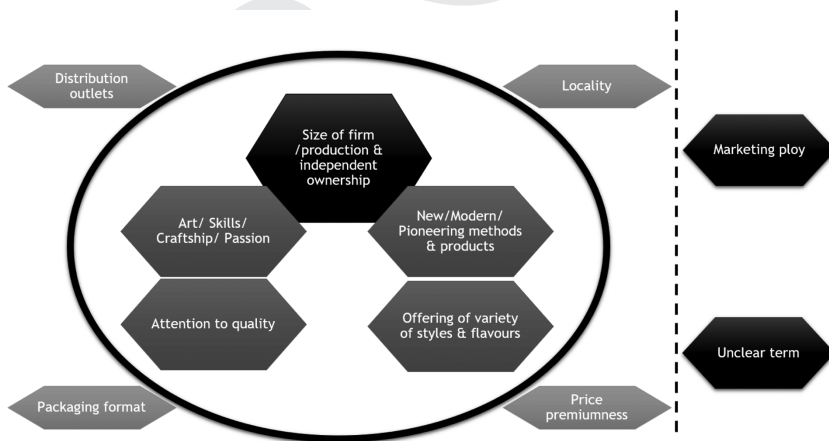 Distribution
outlets
Locality
Size of firm
/production &
independent
ownership
Marketing ploy
Art/ Skills/
Craftship/ Passion
New/Modern/
Pioneering methods
& products
Attention to quality
Offering of variety
of styles & flavours
Unclear term
Packaging format
Price
premiumness